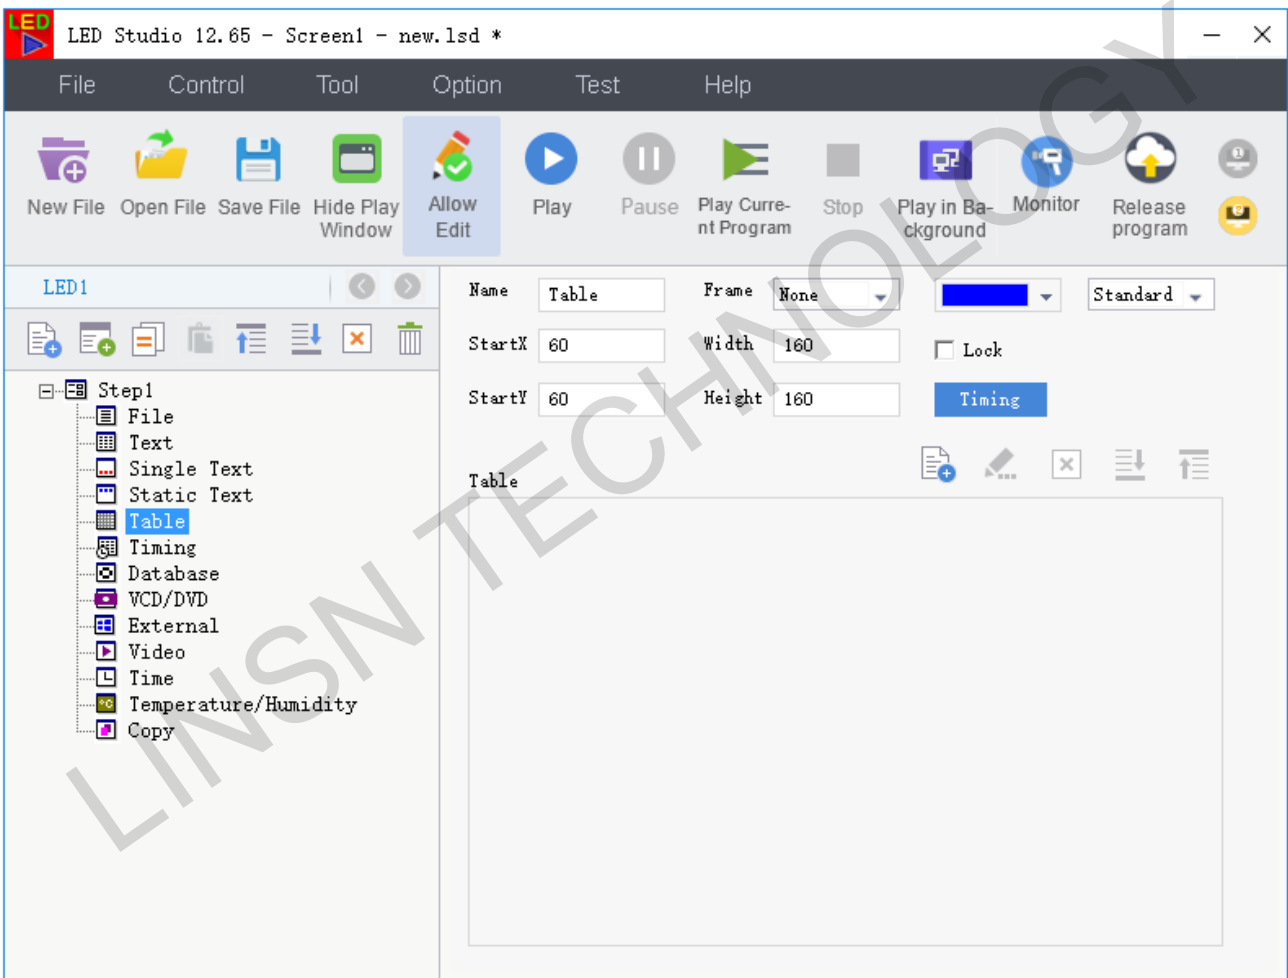 LED
LED Studio 12.65 - Screen1 - new.lsd *
File Control Tool Option Test Help
New File Open File Save File Hide Play Window Allow Edit Play Pause Play Curre-nt Program Stop Play in Ba-ckground Monitor Release program
LED1
Name Table Frame None Standard
StartX 60 Width 160 Lock
StartY 60 Height 160 Timing
Table
Step1
File
Text
Single Text
Static Text
Table
Timing
Database
VCD/DVD
External
Video
Time
°C Temperature/Humidity
Copy
LINSN TECHNOLOGY